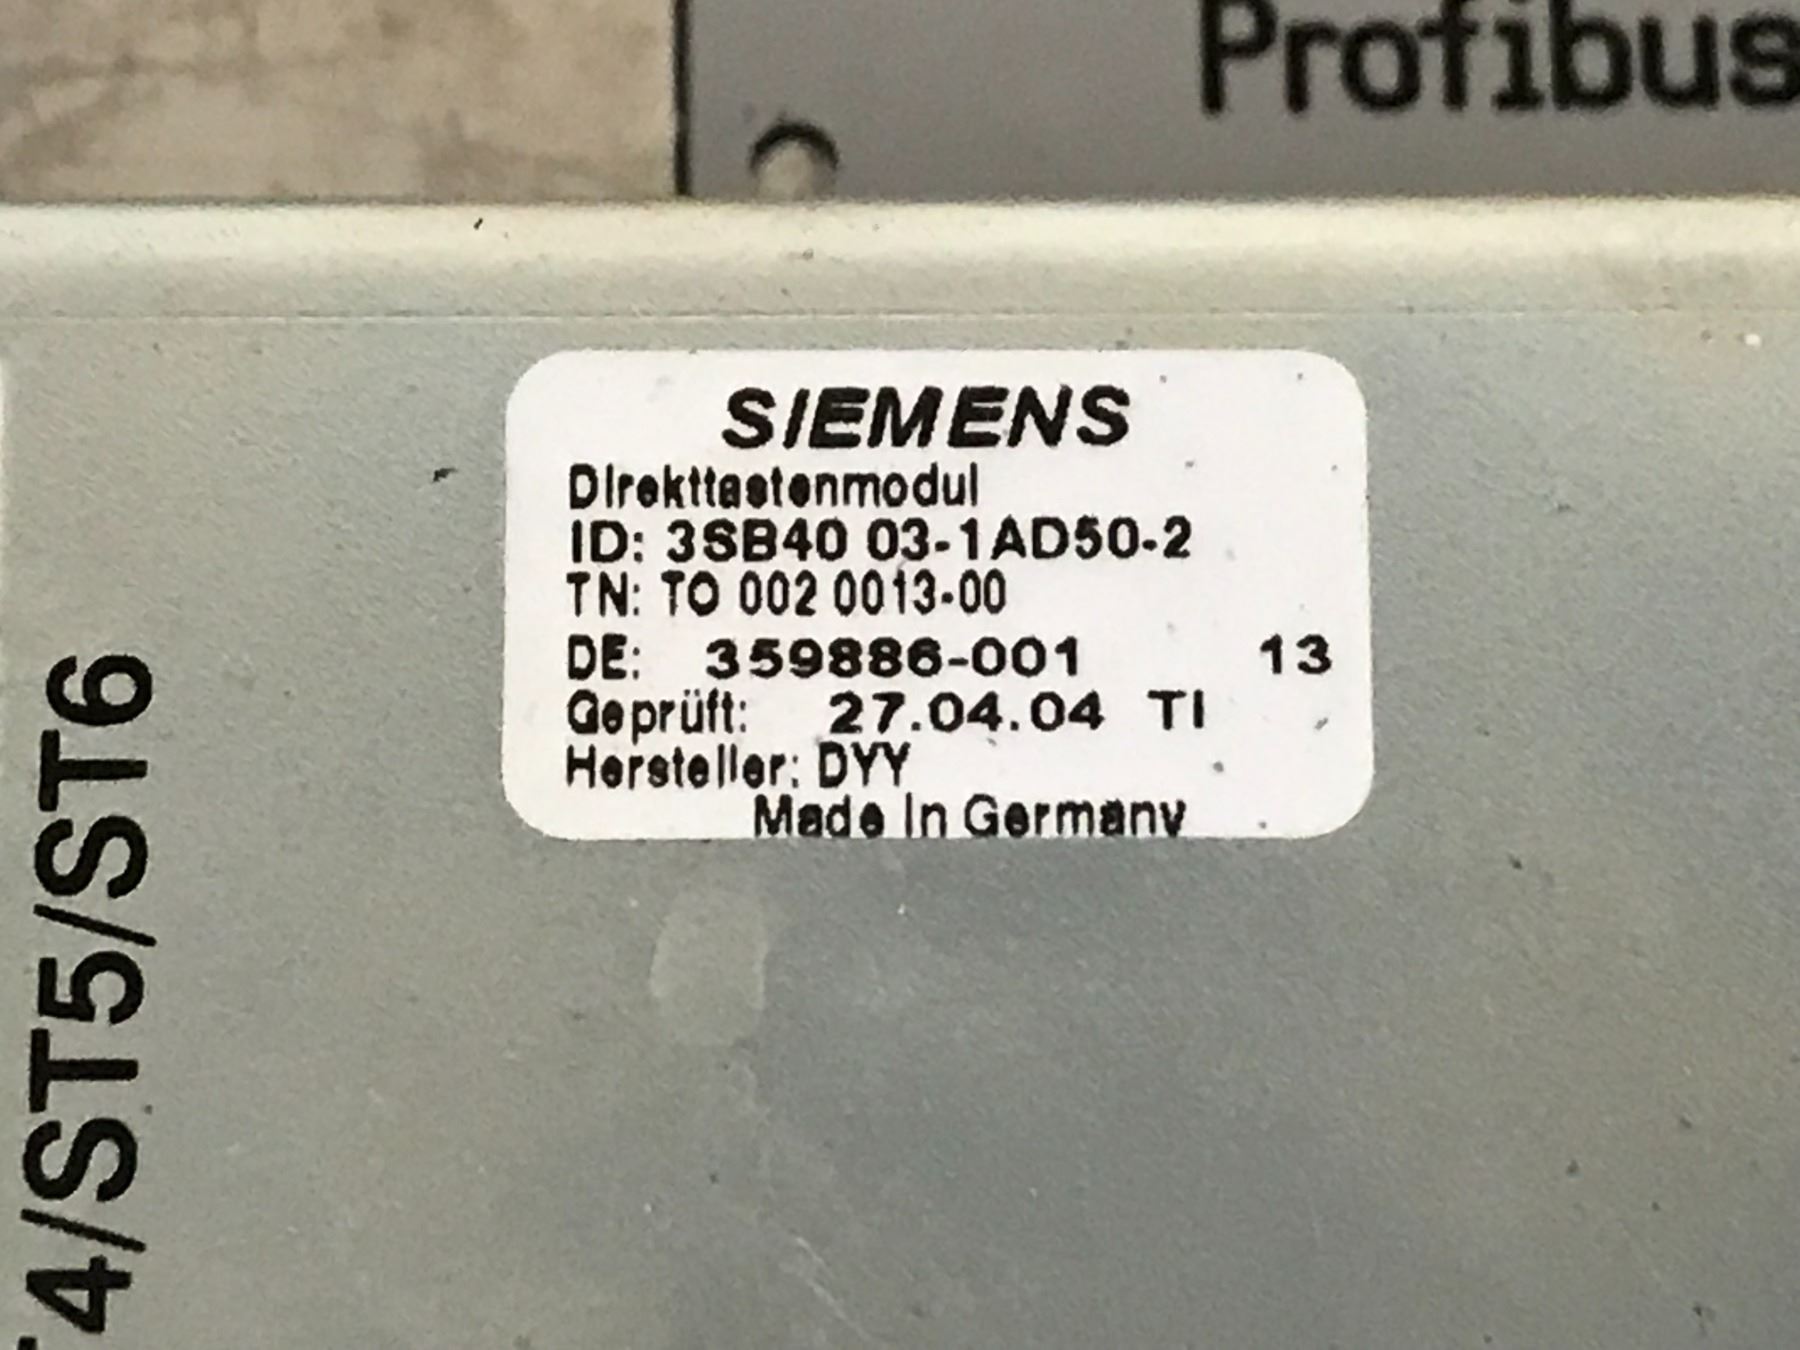 Profibus
SIEMENS
Direkttastenmodul
ID: 3SB40 03-1AD50-2
TN: TO 002 0013-00
DE: 359886-001 13
Geprüft: 27.04.04 TI
Hersteller: DYY
Made in Germany
T4/ST5/ST6